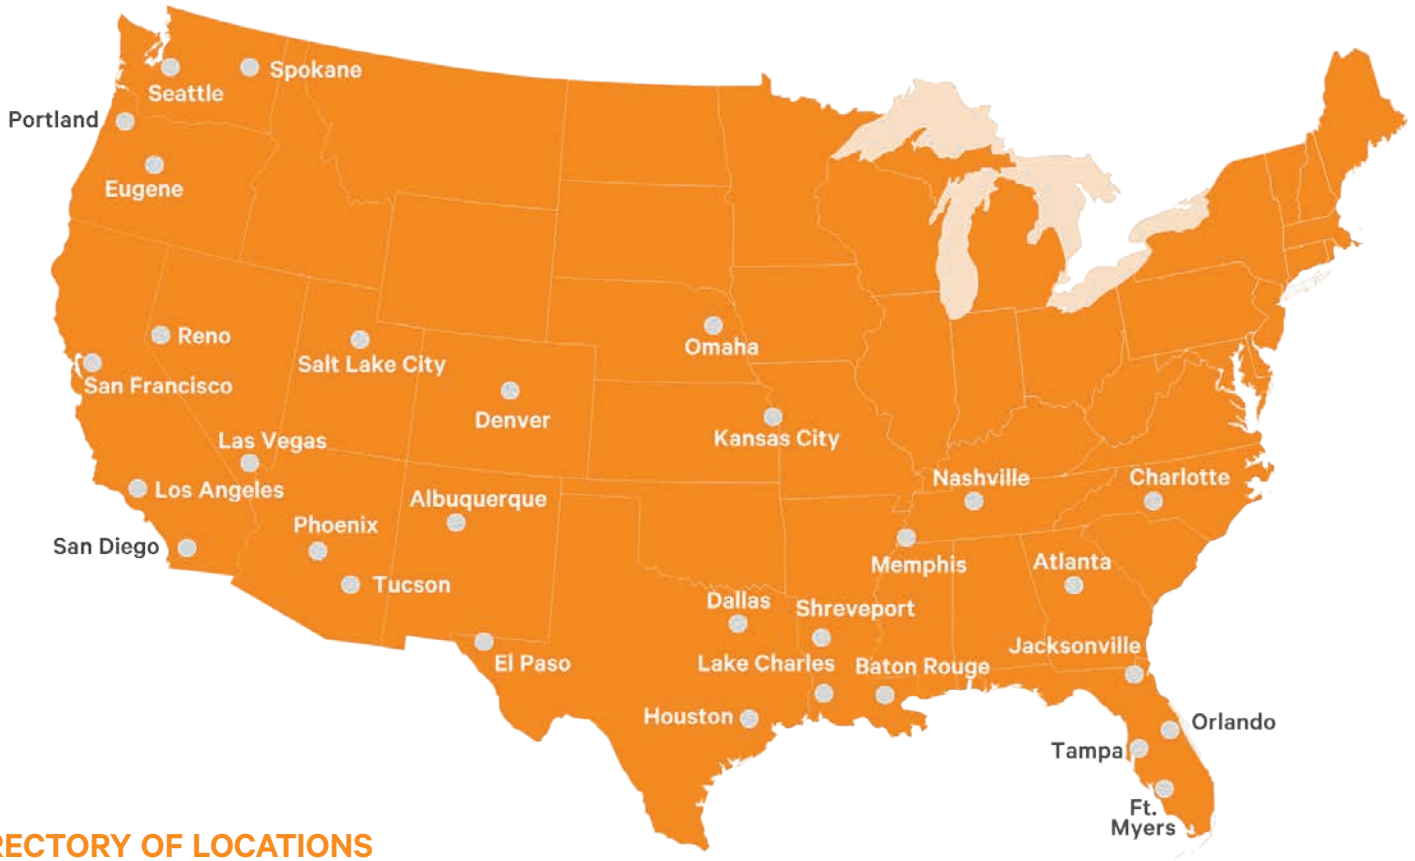 Spokane
Seattle
Portland
Eugene
Reno
Omaha
Salt Lake City
San Francisco
Denver
Kansas City
Las Vegas
Nashville
Charlotte
Los Angeles
Albuquerque
Phoenix
San Diego
Memphis
Atlanta
Tucson
Dallas
Shreveport
Jacksonville
El Paso
Lake Charles
Baton Rouge
Houston
Orlando
Tampa
Ft.
Myers
RECTORY OF LOCATIONS